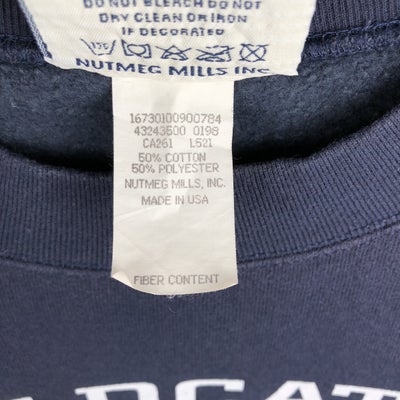 DO NOT BLEACH DO NOT
DRY CLEAN OR IRON
IF DECORATED
NUTMEG MILLS INC
16730100900784
43243500 0198
CA261 L521
50% COTTON
50% POLYESTER
NUTMEG MILLS, INC.
MADE IN USA
FIBER CONTENT